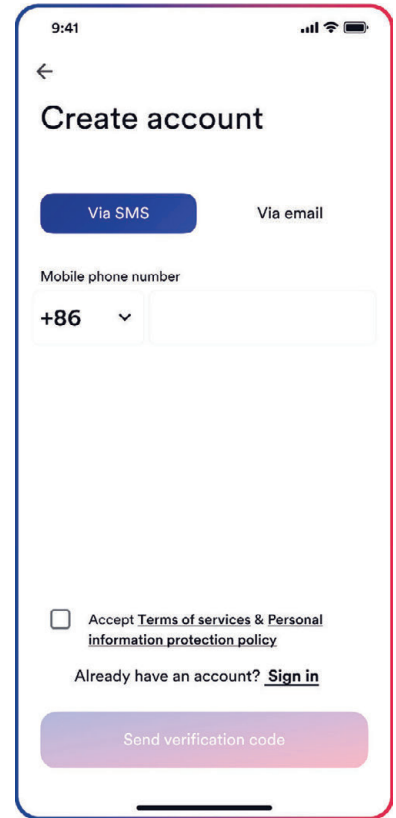 9:41
Create account
Via SMS
Via email
Mobile phone number
+86
Accept Terms of services & Personal
information protection policy
Already have an account? Sign in
Send verification code